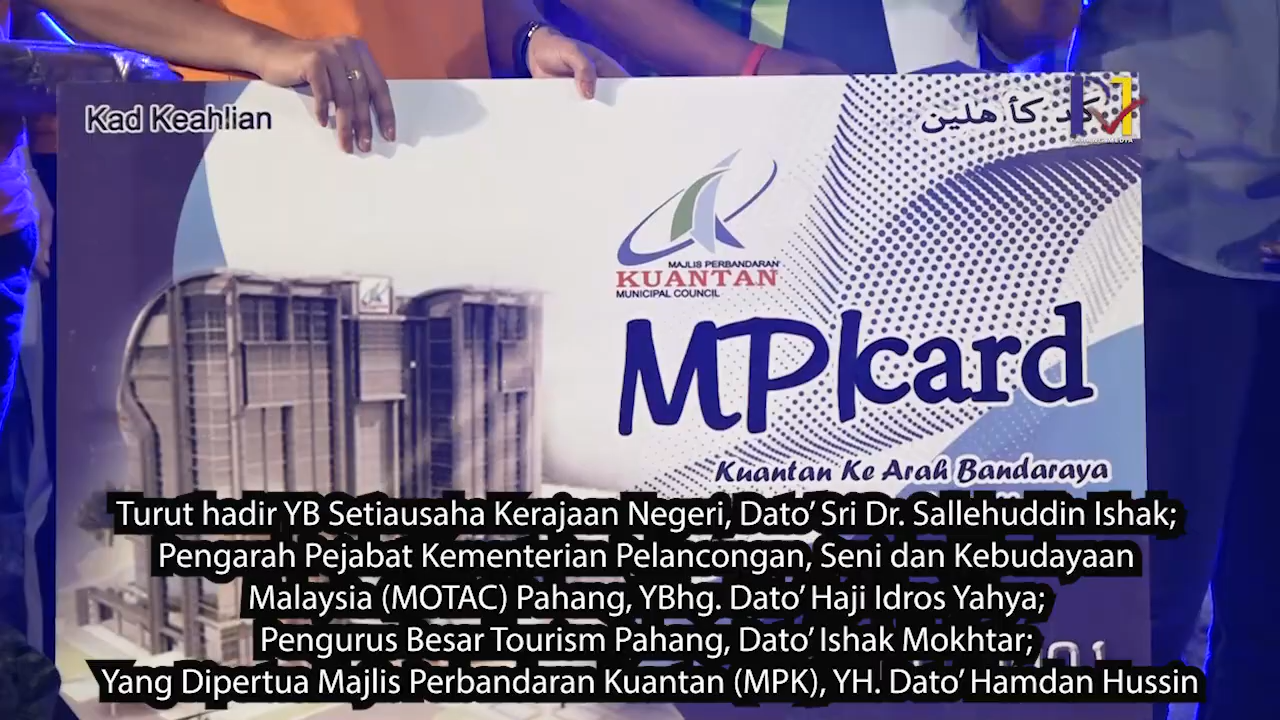 Kad Keahlian
كد كأهلين
MAJLIS PERBANDARAN
KUANTAN
MUNICIPAL COUNCIL
MPKcard
Kuantan Ke Arah Bandaraya
Turut hadir YB Setiausaha Kerajaan Negeri, Dato’ Sri Dr. Sallehuddin Ishak;
Pengarah Pejabat Kementerian Pelancongan, Seni dan Kebudayaan
Malaysia (MOTAC) Pahang, YBhg. Dato’ Haji Idros Yahya;
Pengurus Besar Tourism Pahang, Dato’ Ishak Mokhtar;
Yang Dipertua Majlis Perbandaran Kuantan (MPK), YH. Dato’ Hamdan Hussin